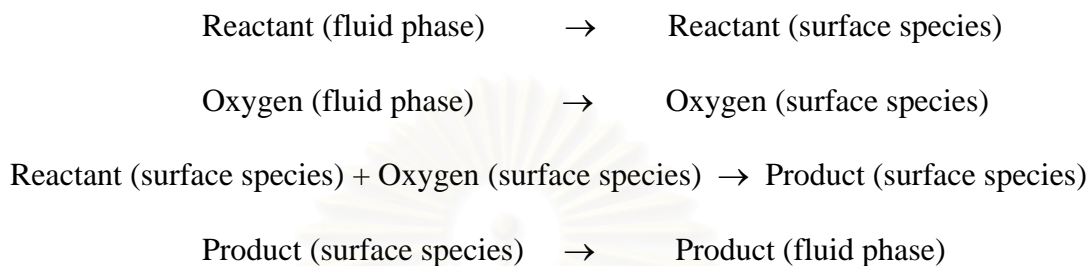 Reactant (fluid phase) → Reactant (surface species)
Oxygen (fluid phase) → Oxygen (surface species)
Reactant (surface species) + Oxygen (surface species) → Product (surface species)
Product (surface species) → Product (fluid phase)